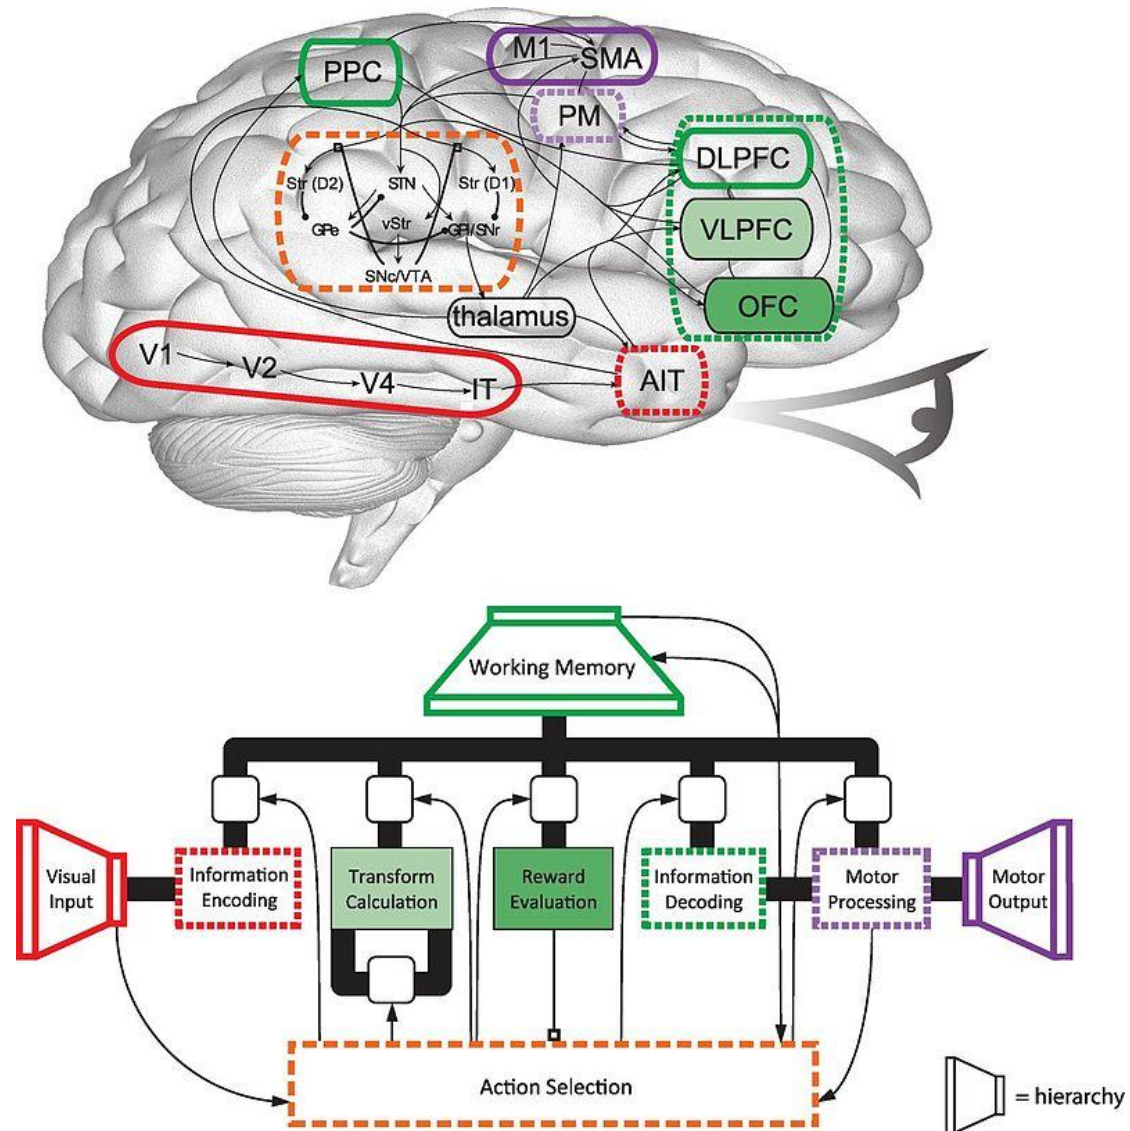 PPC
M1
SMA
PM
DLPFC
VLPFC
OFC
Str (D2)
STN
Str (D1)
GPe
vStr
GPi/SNr
SNc/VTA
thalamus
V1
V2
V4
IT
AIT
Working Memory
Visual
Input
Information
Encoding
Transform
Calculation
Reward
Evaluation
Information
Decoding
Motor
Processing
Motor
Output
Action Selection
= hierarchy